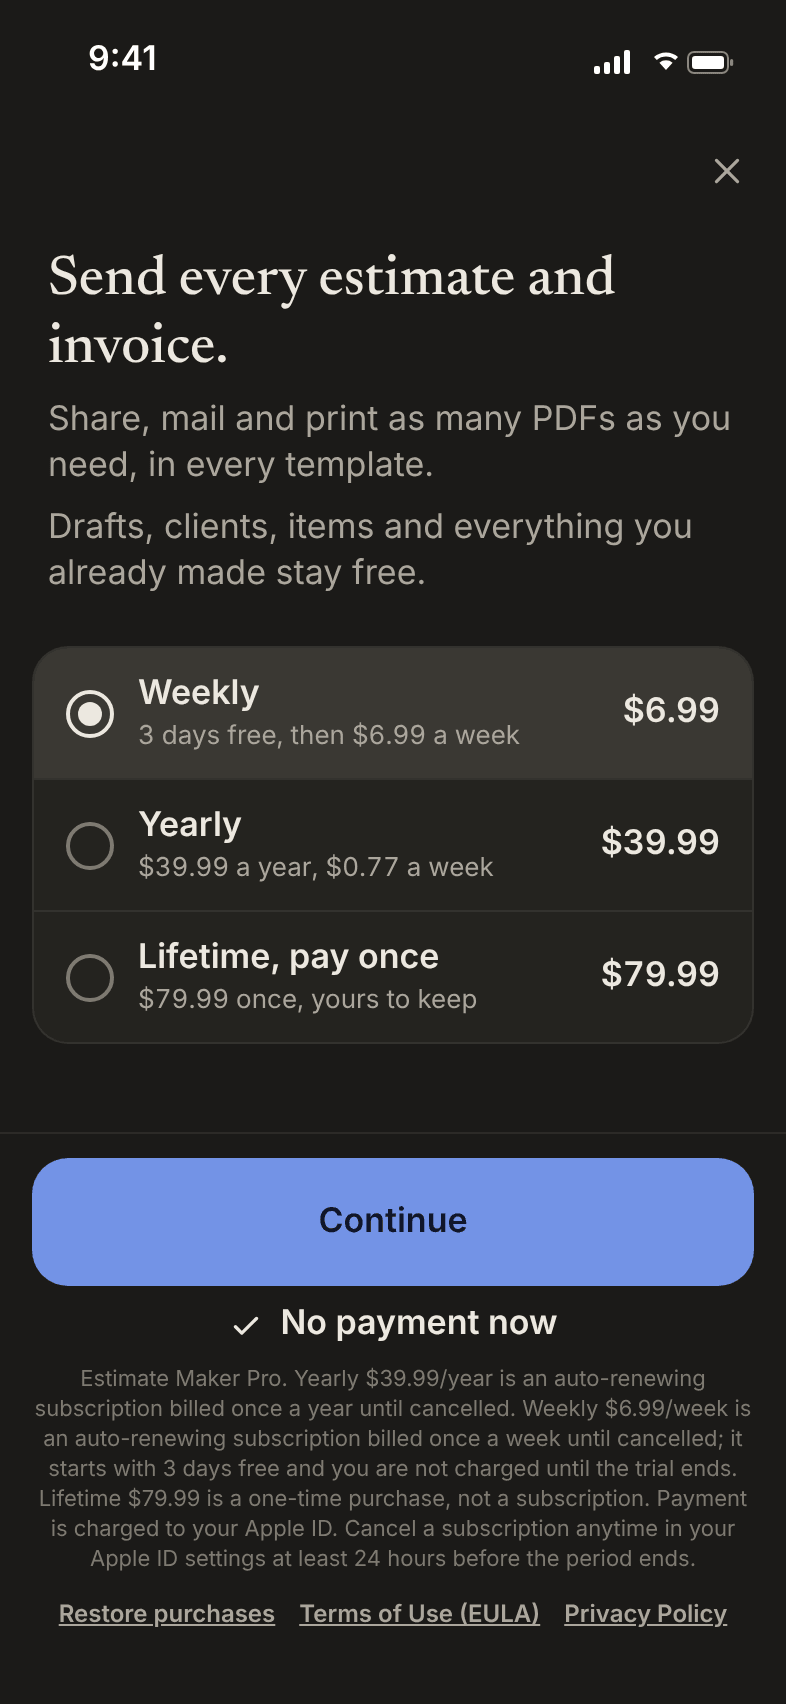 9:41
Send every estimate and
invoice.
Share, mail and print as many PDFs as you
need, in every template.
Drafts, clients, items and everything you
already made stay free.
Weekly
$6.99
3 days free, then $6.99 a week
Yearly
$39.99
$39.99 a year, $0.77 a week
Lifetime, pay once
$79.99
$79.99 once, yours to keep
Continue
No payment now
Estimate Maker Pro. Yearly $39.99/year is an auto-renewing
subscription billed once a year until cancelled. Weekly $6.99/week is
an auto-renewing subscription billed once a week until cancelled; it
starts with 3 days free and you are not charged until the trial ends.
Lifetime $79.99 is a one-time purchase, not a subscription. Payment
is charged to your Apple ID. Cancel a subscription anytime in your
Apple ID settings at least 24 hours before the period ends.
Restore purchases Terms of Use (EULA) Privacy Policy